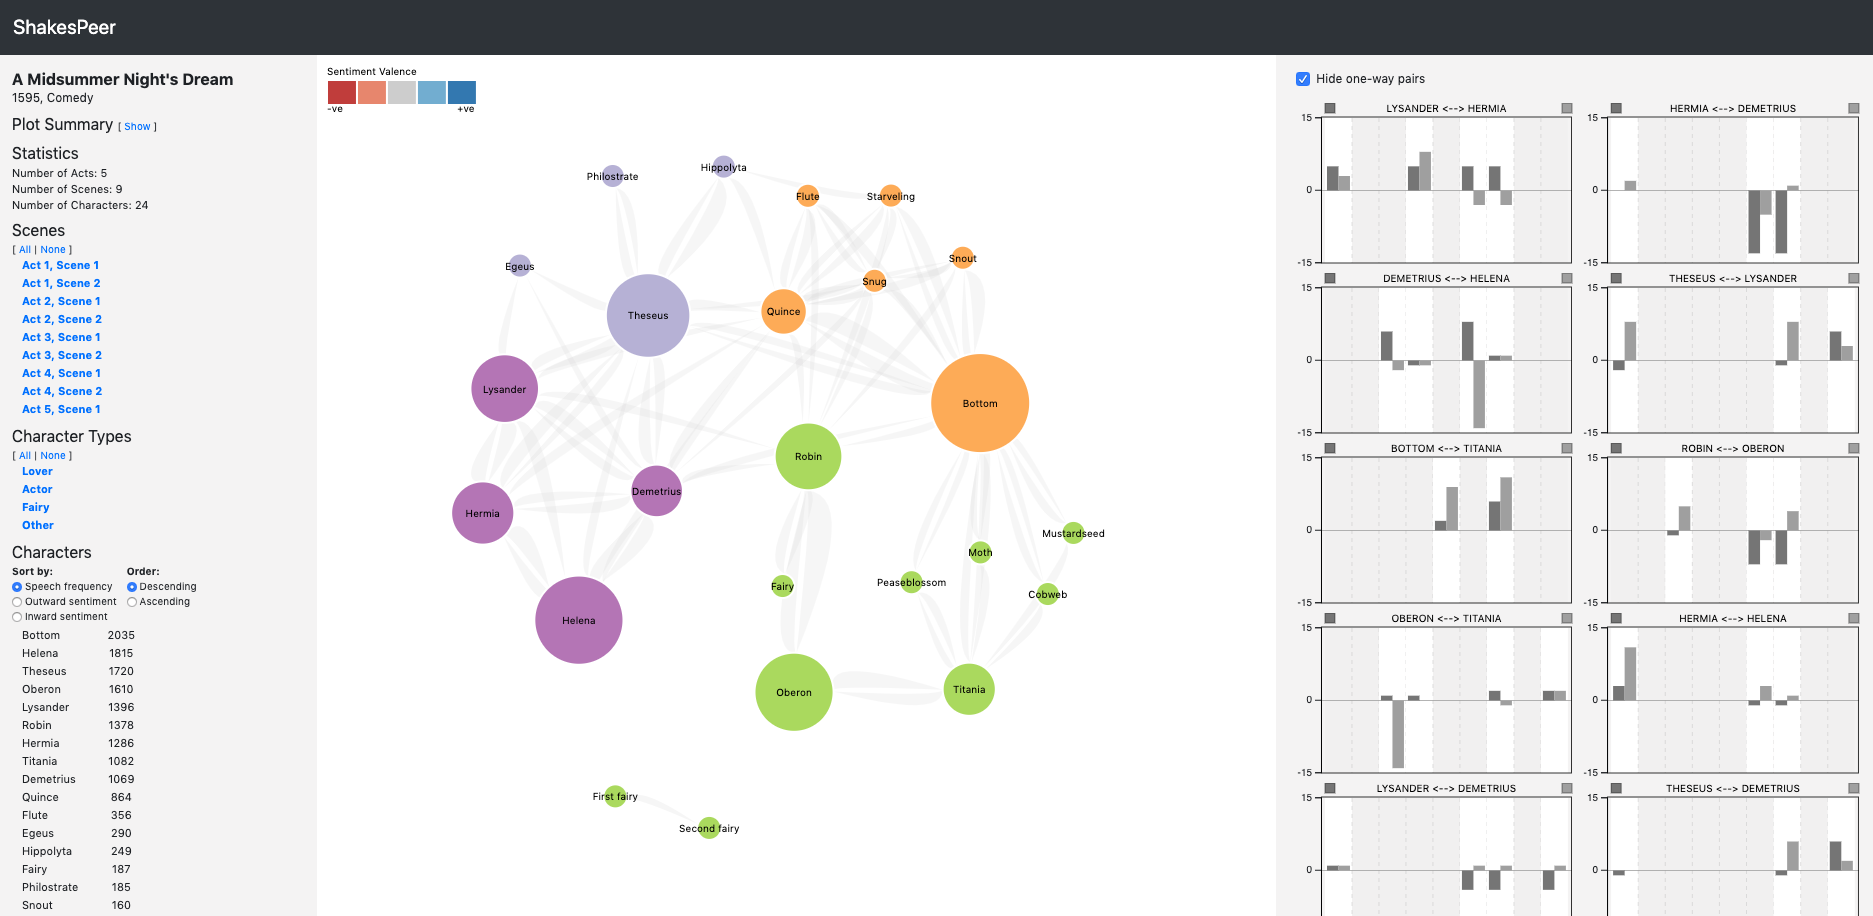 ShakesPeer
A Midsummer Night's Dream
1595, Comedy
Plot Summary [ Show ]
Statistics
Number of Acts: 5
Number of Scenes: 9
Number of Characters: 24
Scenes
[ All | None ]
Act 1, Scene 1
Act 1, Scene 2
Act 2, Scene 1
Act 2, Scene 2
Act 3, Scene 1
Act 3, Scene 2
Act 4, Scene 1
Act 4, Scene 2
Act 5, Scene 1
Character Types
[ All | None ]
Lover
Actor
Fairy
Other
Characters
Sort by: Order:
Speech frequency Descending
Outward sentiment Ascending
Inward sentiment
Bottom 2035
Helena 1815
Theseus 1720
Oberon 1610
Lysander 1396
Robin 1378
Hermia 1286
Titania 1082
Demetrius 1069
Quince 864
Flute 356
Egeus 290
Hippolyta 249
Fairy 187
Philostrate 185
Snout 160
Sentiment Valence
-ve +ve
Hippolyta
Philostrate
Flute
Starveling
Snout
Egeus
Snug
Quince
Theseus
Lysander
Bottom
Robin
Demetrius
Hermia
Mustardseed
Moth
Peaseblossom
Fairy
Cobweb
Helena
Titania
Oberon
First fairy
Second fairy
Hide one-way pairs
LYSANDER <--> HERMIA
15
0
-15
HERMIA <--> DEMETRIUS
15
0
-15
DEMETRIUS <--> HELENA
15
0
-15
THESEUS <--> LYSANDER
15
0
-15
BOTTOM <--> TITANIA
15
0
-15
ROBIN <--> OBERON
15
0
-15
OBERON <--> TITANIA
15
0
-15
HERMIA <--> HELENA
15
0
-15
LYSANDER <--> DEMETRIUS
15
0
THESEUS <--> DEMETRIUS
15
0